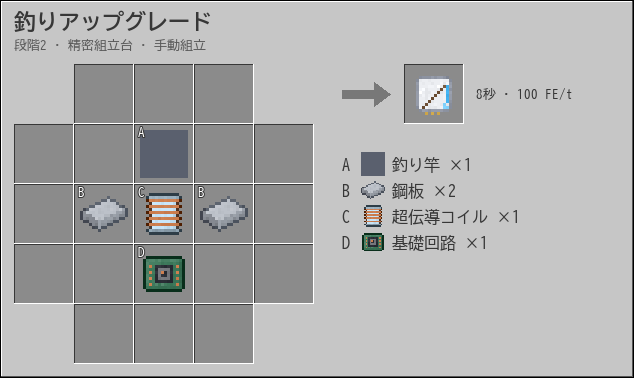 釣りアップグレード
段階2 · 精密組立台 · 手動組立
8秒 · 100 FE/t
A
B
C
B
D
A 釣り竿 ×1
B 鋼板 ×2
C 超伝導コイル ×1
D 基礎回路 ×1